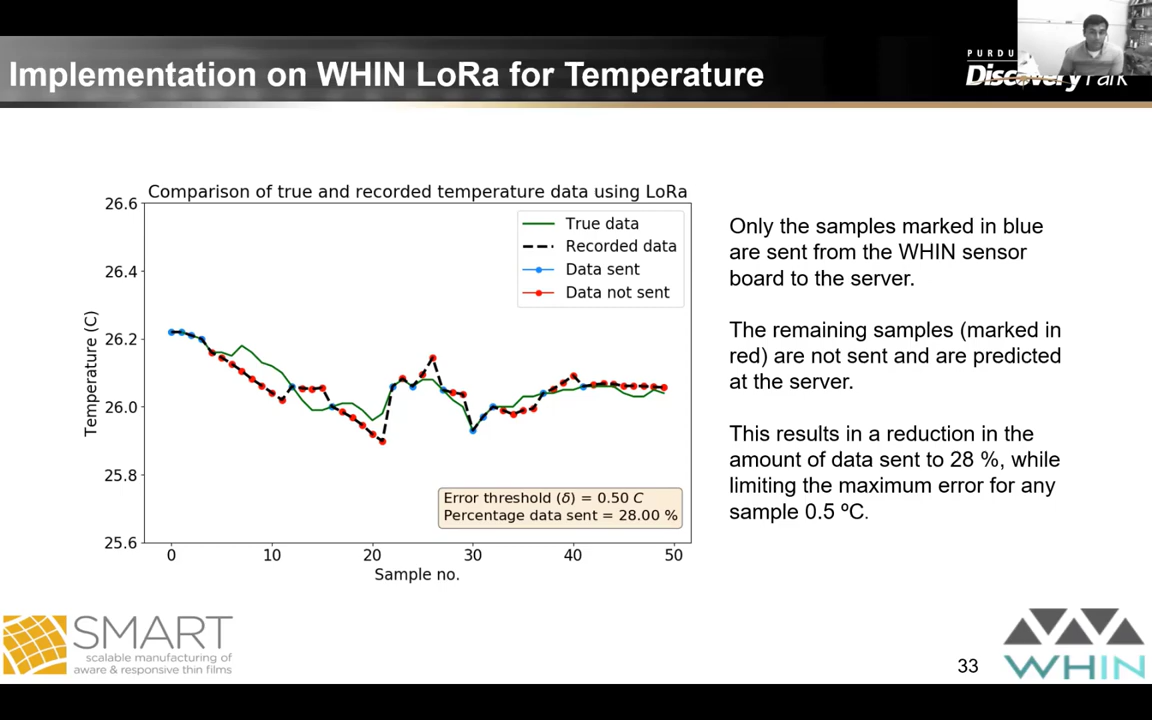 Implementation on WHIN LoRa for Temperature
PURDU
Discovery Park
Comparison of true and recorded temperature data using LoRa
26.6
26.4
26.2
26.0
25.8
25.6
Temperature (C)
True data
Recorded data
Data sent
Data not sent
Error threshold (δ) = 0.50 C
Percentage data sent = 28.00 %
0 10 20 30 40 50
Sample no.
Only the samples marked in blue
are sent from the WHIN sensor
board to the server.
The remaining samples (marked in
red) are not sent and are predicted
at the server.
This results in a reduction in the
amount of data sent to 28 %, while
limiting the maximum error for any
sample 0.5 ºC.
SMART
scalable manufacturing of
aware & responsive thin films
33
WHIN